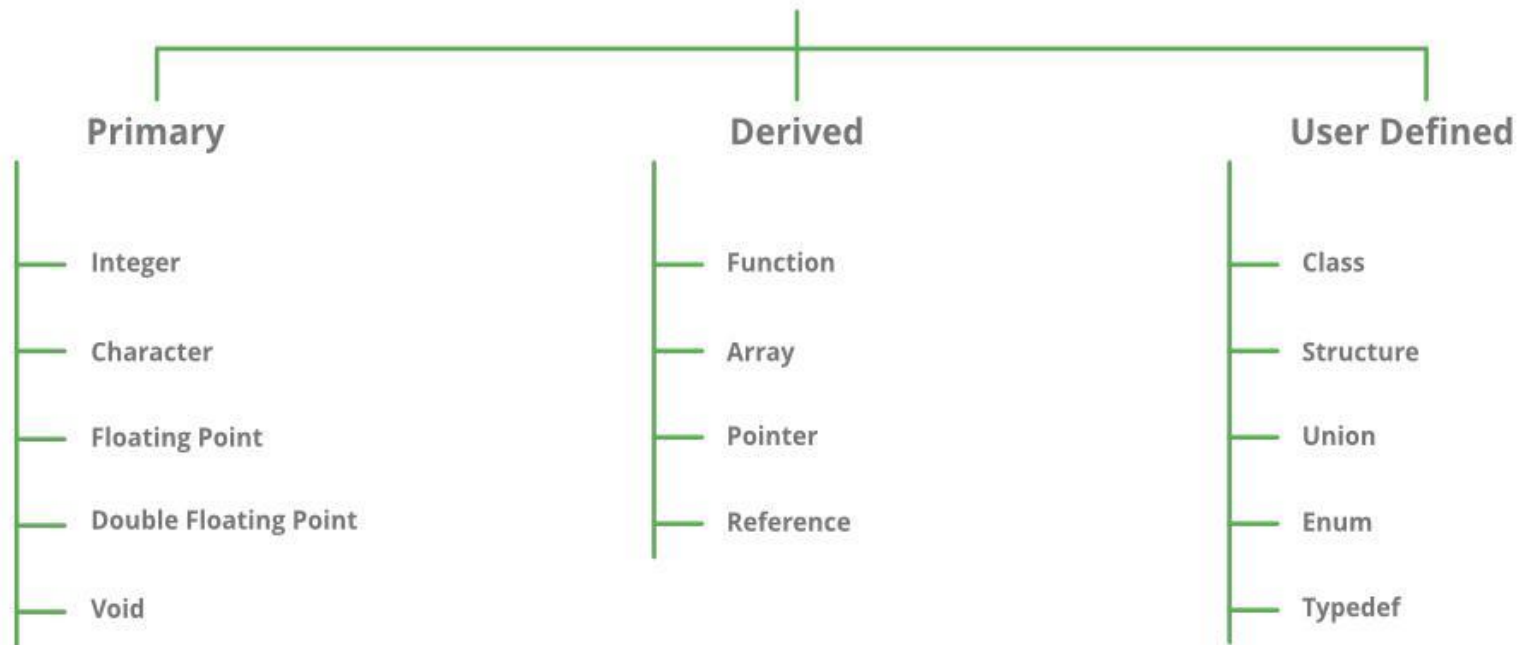 Primary
Integer
Character
Floating Point
Double Floating Point
Void
Derived
Function
Array
Pointer
Reference
User Defined
Class
Structure
Union
Enum
Typedef